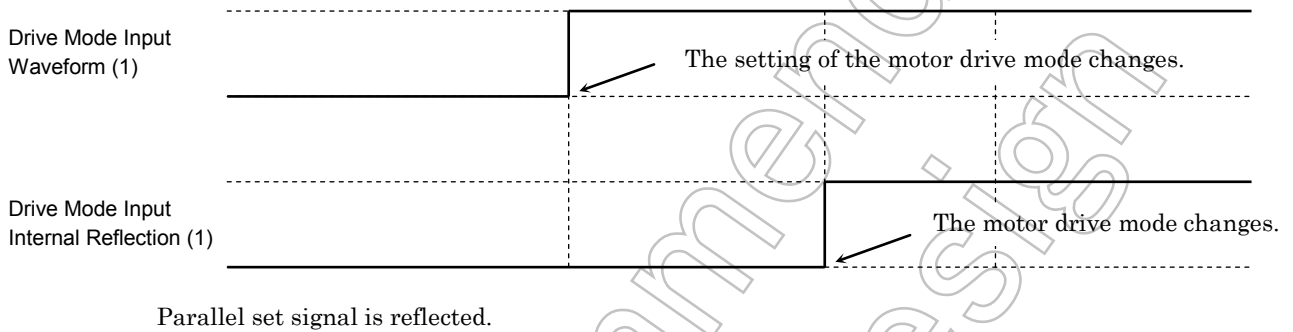 Drive Mode Input
Waveform (1)
The setting of the motor drive mode changes.
Drive Mode Input
Internal Reflection (1)
The motor drive mode changes.
Parallel set signal is reflected.